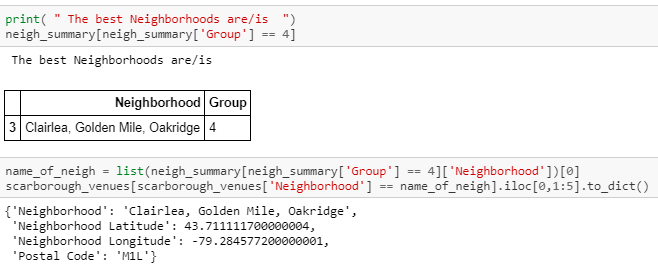 print( " The best Neighborhoods are/is  ")
neigh_summary[neigh_summary['Group'] == 4]
The best Neighborhoods are/is
Neighborhood Group
3 Clairlea, Golden Mile, Oakridge 4
name_of_neigh = list(neigh_summary[neigh_summary['Group'] == 4]['Neighborhood'])[0]
scarborough_venues[scarborough_venues['Neighborhood'] == name_of_neigh].iloc[0,1:5].to_dict()
{'Neighborhood': 'Clairlea, Golden Mile, Oakridge',
 'Neighborhood Latitude': 43.711111700000004,
 'Neighborhood Longitude': -79.284577200000001,
 'Postal Code': 'M1L'}